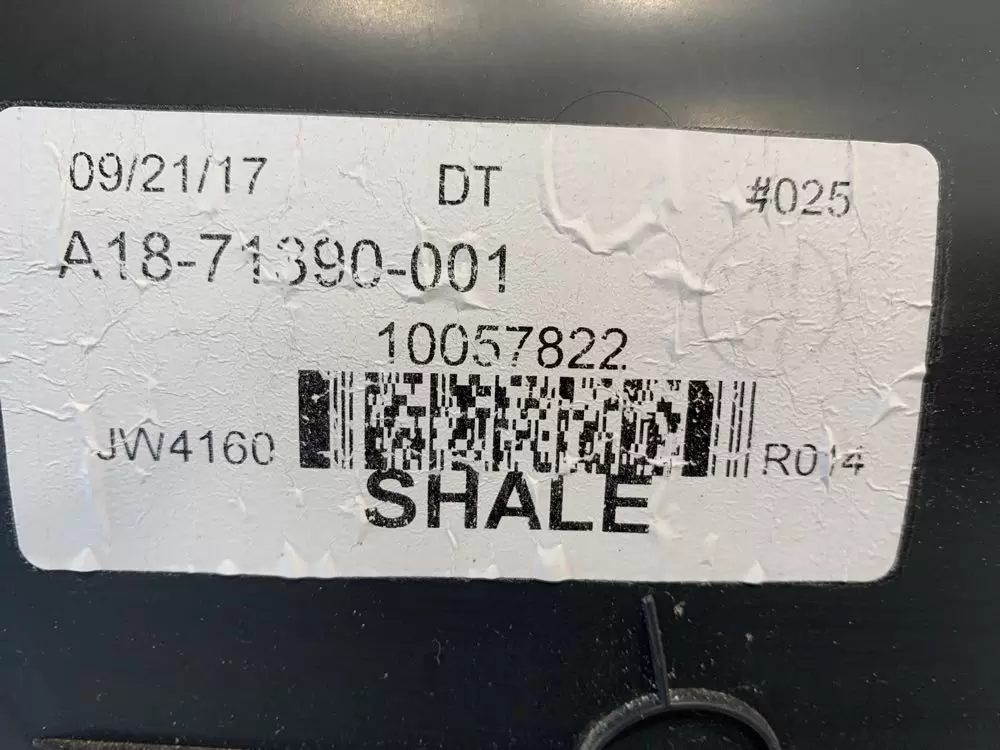 09/21/17 DT #025
A18-71390-001
10057822
JW4160 R014
SHALE